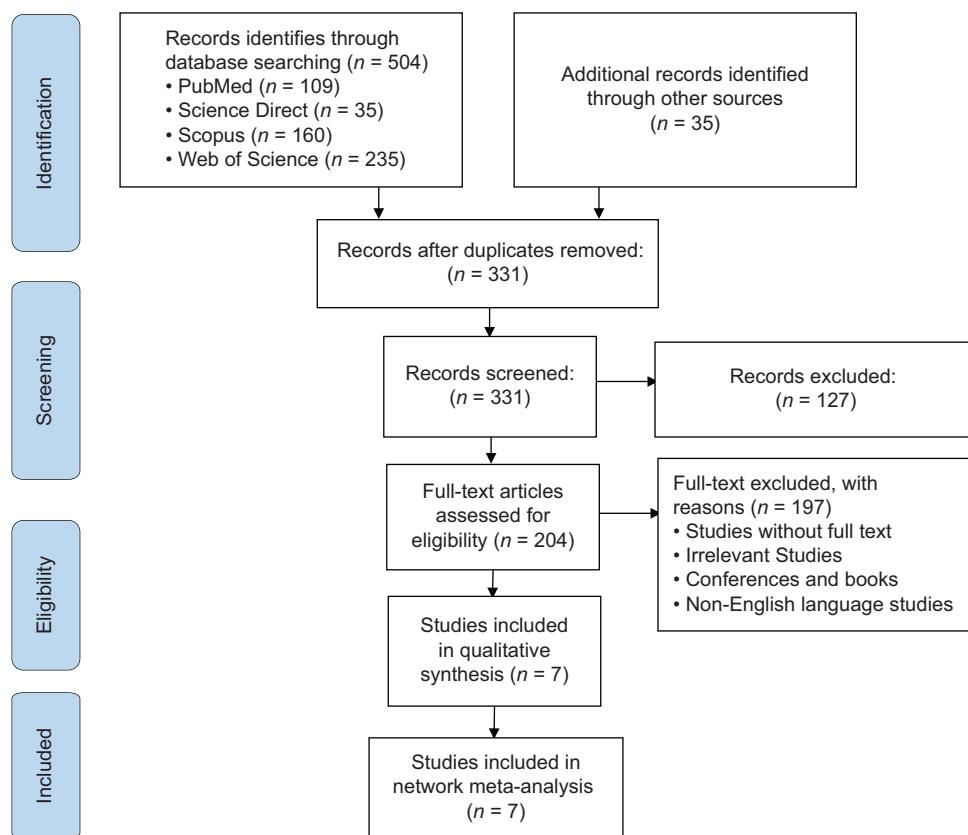 Identification
Records identifies through
database searching (n = 504)
• PubMed (n = 109)
• Science Direct (n = 35)
• Scopus (n = 160)
• Web of Science (n = 235)
Additional records identified
through other sources
(n = 35)
Records after duplicates removed:
(n = 331)
Screening
Records screened:
(n = 331)
Records excluded:
(n = 127)
Eligibility
Full-text articles
assessed for
eligibility (n = 204)
Full-text excluded, with
reasons (n = 197)
• Studies without full text
• Irrelevant Studies
• Conferences and books
• Non-English language studies
Studies included
in qualitative
synthesis (n = 7)
Included
Studies included in
network meta-analysis
(n = 7)